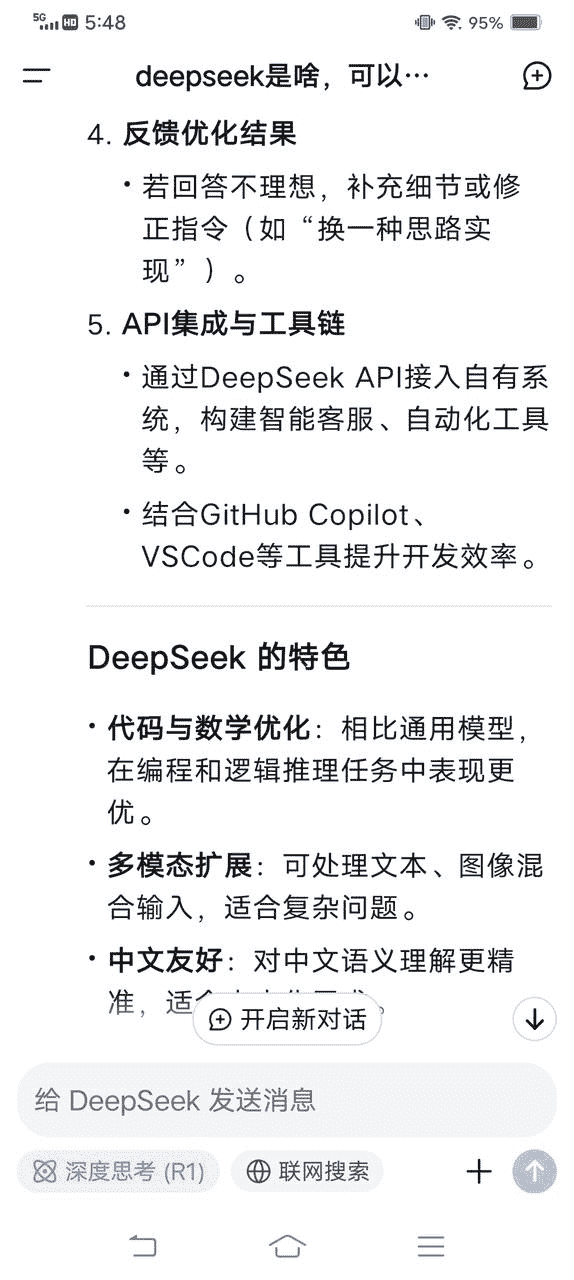 5G HD 5:48 95%
deepseek是啥，可以…
4. 反馈优化结果
• 若回答不理想，补充细节或修
正指令（如“换一种思路实
现”）。
5. API集成与工具链
• 通过DeepSeek API接入自有系
统，构建智能客服、自动化工具
等。
• 结合GitHub Copilot、
VSCode等工具提升开发效率。
DeepSeek 的特色
• 代码与数学优化：相比通用模型，
在编程和逻辑推理任务中表现更
优。
• 多模态扩展：可处理文本、图像混
合输入，适合复杂问题。
• 中文友好：对中文语义理解更精
准，适
开启新对话
给 DeepSeek 发送消息
深度思考 (R1) 联网搜索